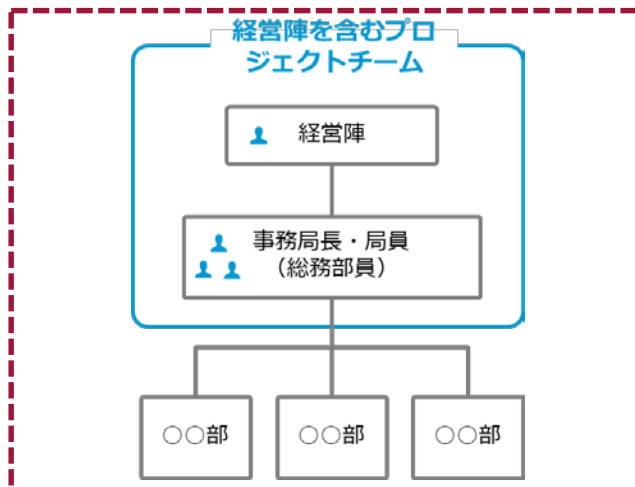 経営陣を含むプロ
ジェクトチーム
経営陣
事務局長・局員
（総務部員）
○○部
○○部
○○部